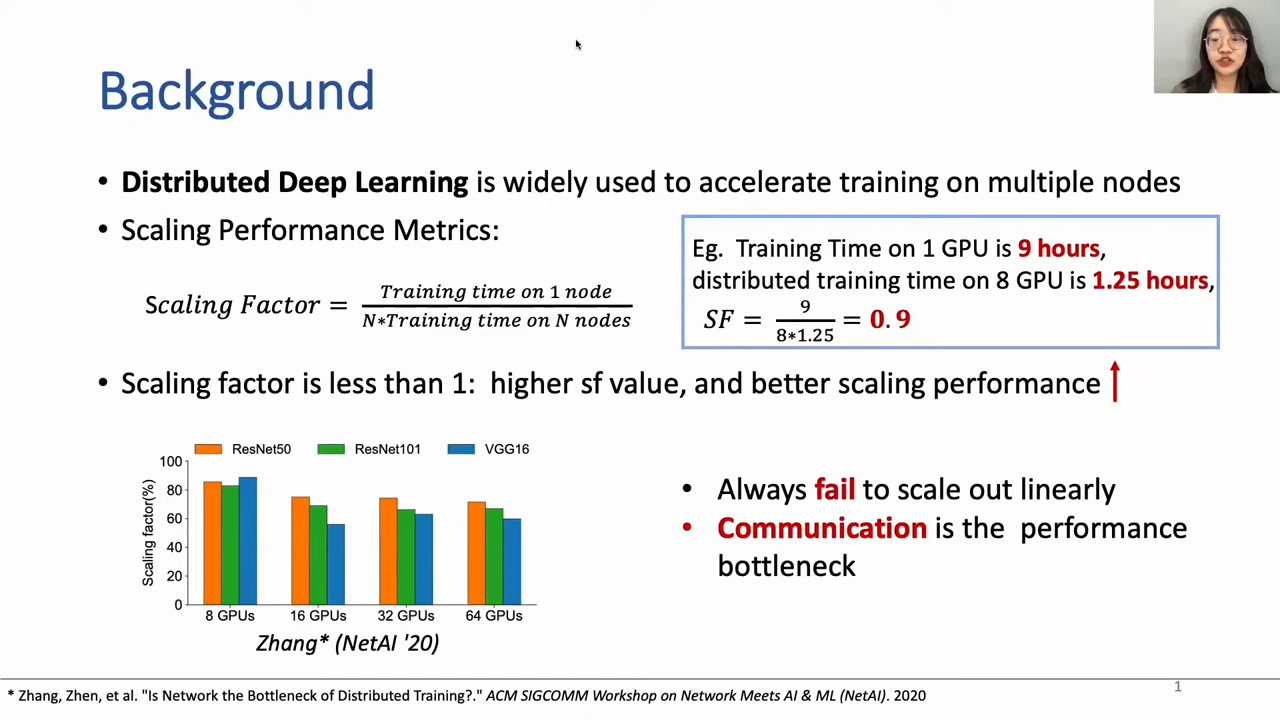 Background
• Distributed Deep Learning is widely used to accelerate training on multiple nodes
• Scaling Performance Metrics:
Scaling Factor = Training time on 1 node / N*Training time on N nodes
Eg. Training Time on 1 GPU is 9 hours,
distributed training time on 8 GPU is 1.25 hours,
SF = 9 / 8*1.25 = 0.9
• Scaling factor is less than 1: higher sf value, and better scaling performance
ResNet50 ResNet101 VGG16
Scaling factor(%)
100
80
60
40
20
0
8 GPUs 16 GPUs 32 GPUs 64 GPUs
Zhang* (NetAI '20)
• Always fail to scale out linearly
• Communication is the performance
bottleneck
* Zhang, Zhen, et al. "Is Network the Bottleneck of Distributed Training?." ACM SIGCOMM Workshop on Network Meets AI & ML (NetAI). 2020
1